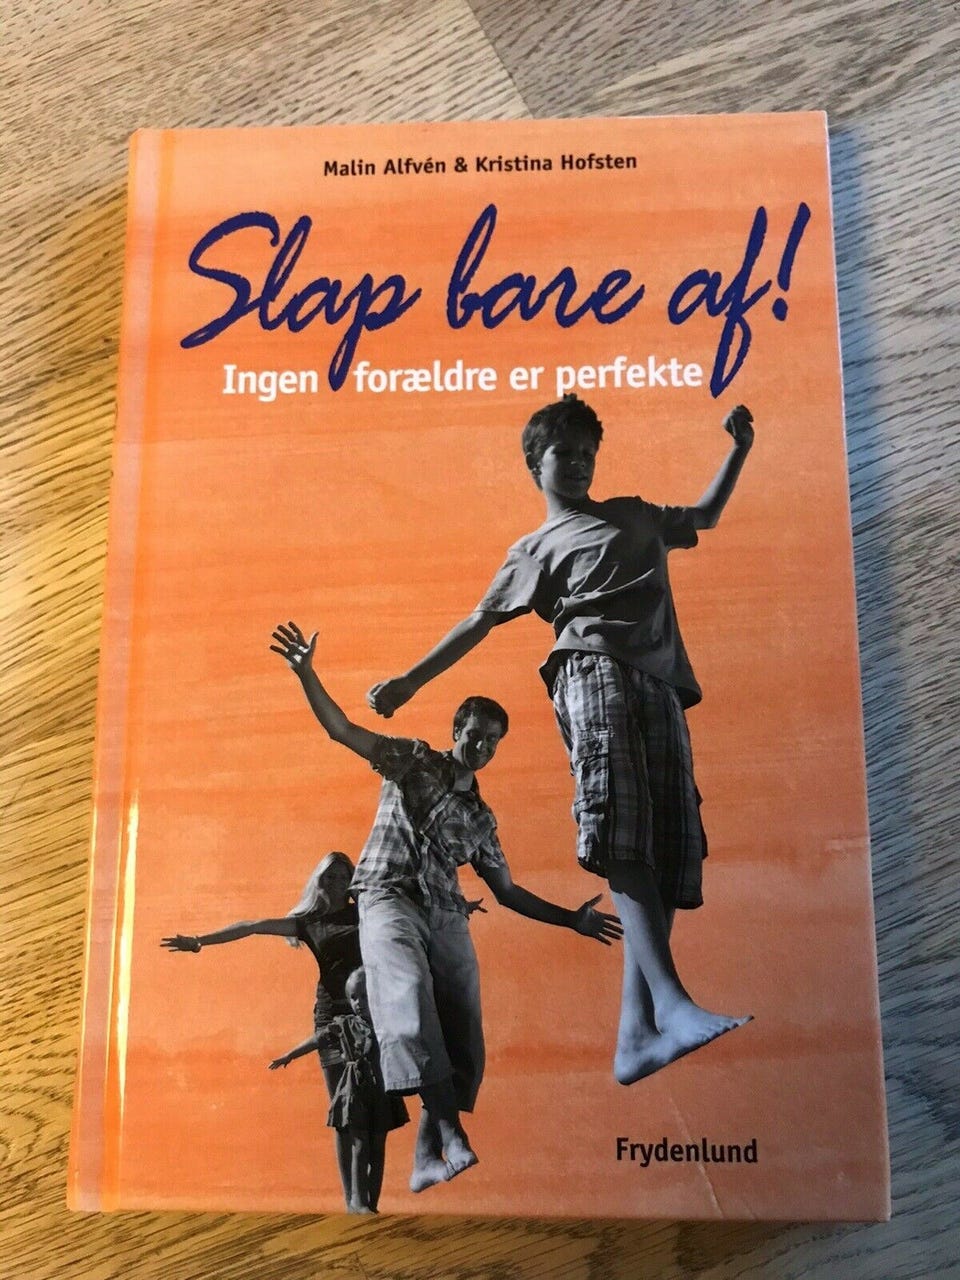 Malin Alfvén & Kristina Hofsten
Slap bare af!
Ingen forældre er perfekte
Frydenlund